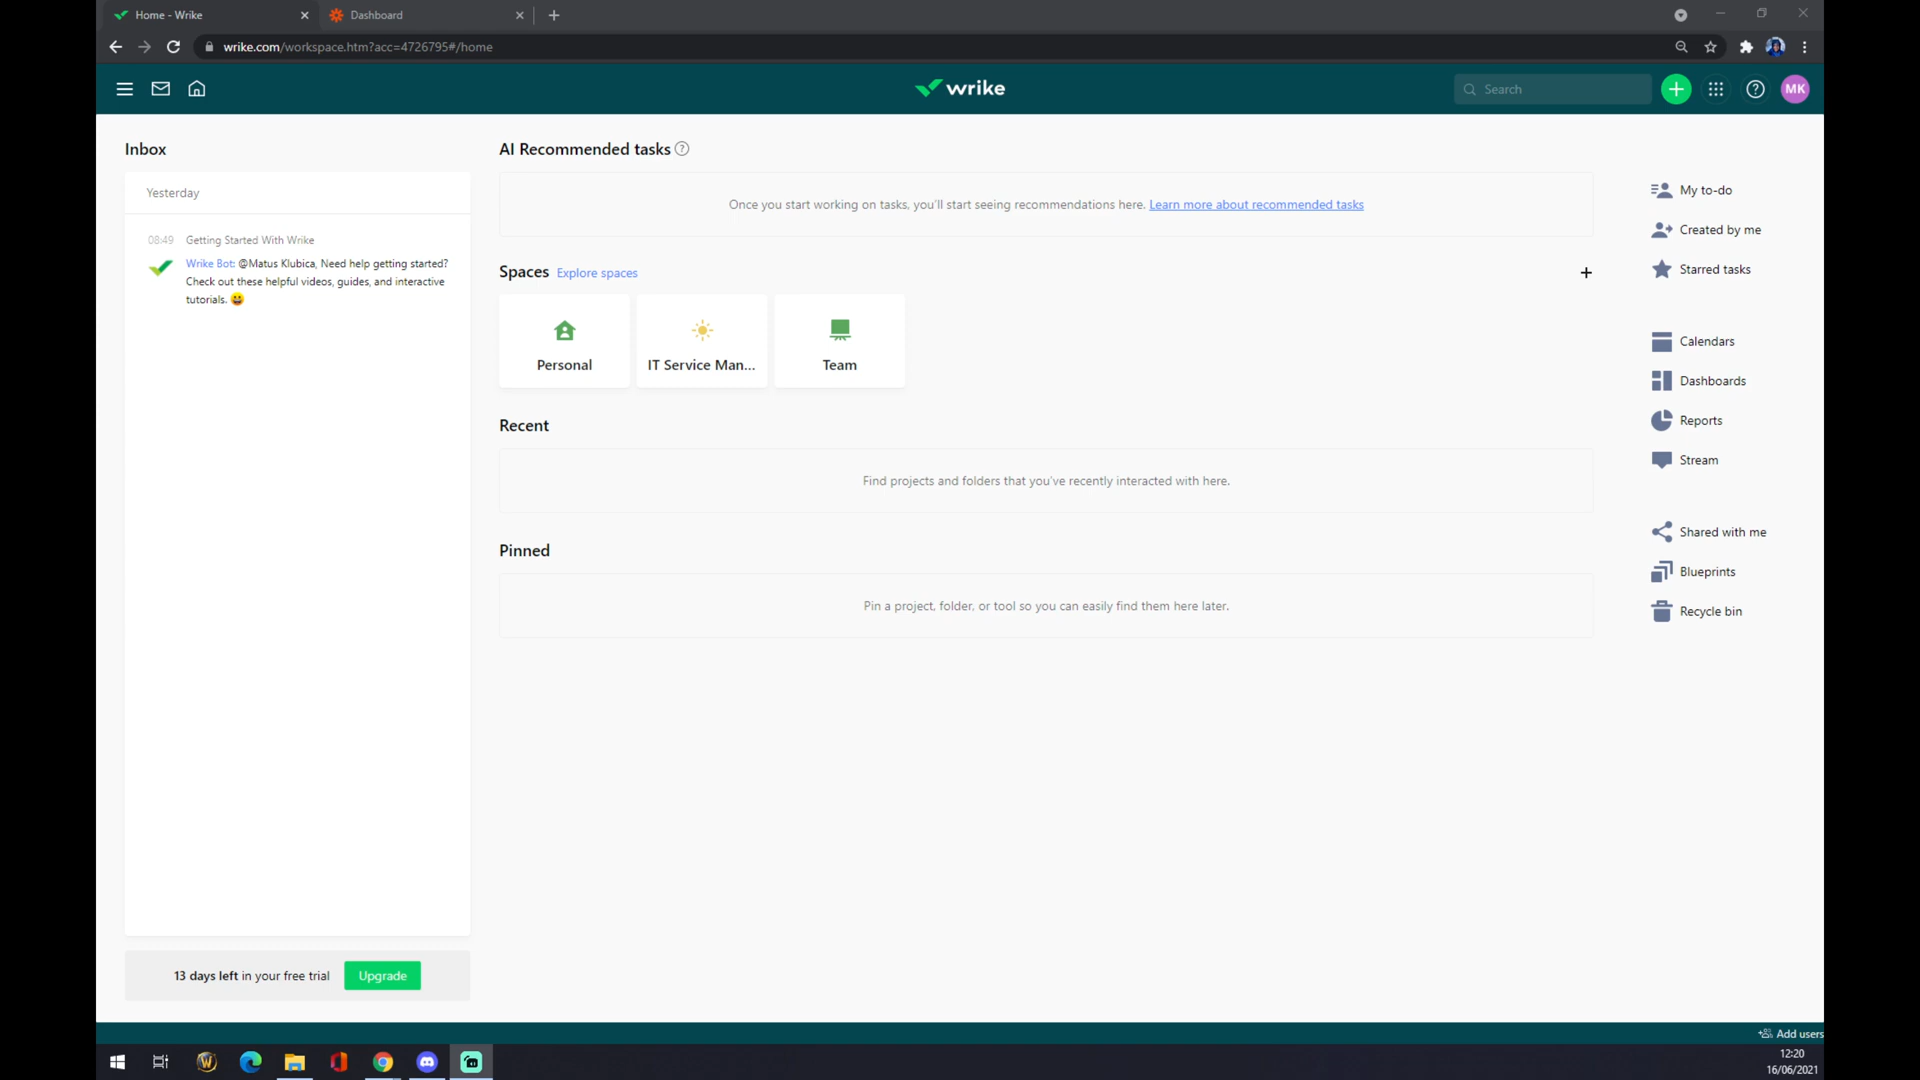 Home - Wrike
Dashboard
wrike.com/workspace.htm?acc=4726795#/home
wrike
Search
MK
Inbox
Yesterday
08:49 Getting Started With Wrike
Wrike Bot: @Matus Klubica, Need help getting started?
Check out these helpful videos, guides, and interactive
tutorials. 😀
13 days left in your free trial
Upgrade
AI Recommended tasks ?
Once you start working on tasks, you'll start seeing recommendations here. Learn more about recommended tasks
Spaces Explore spaces
Personal
IT Service Man...
Team
Recent
Find projects and folders that you've recently interacted with here.
Pinned
Pin a project, folder, or tool so you can easily find them here later.
My to-do
Created by me
Starred tasks
Calendars
Dashboards
Reports
Stream
Shared with me
Blueprints
Recycle bin
Add users
12:20
16/06/2021